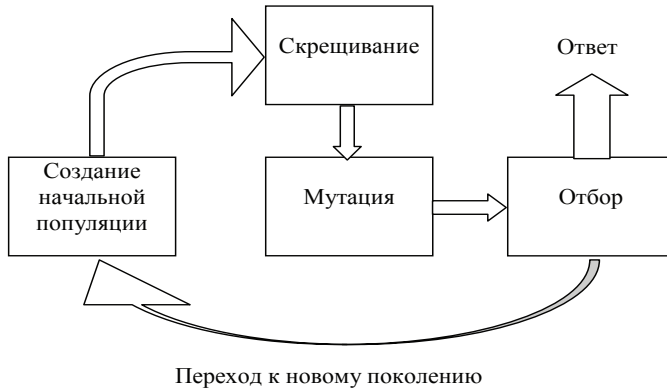 Скрещивание
Ответ
Создание
начальной
популяции
Мутация
Отбор
Переход к новому поколению